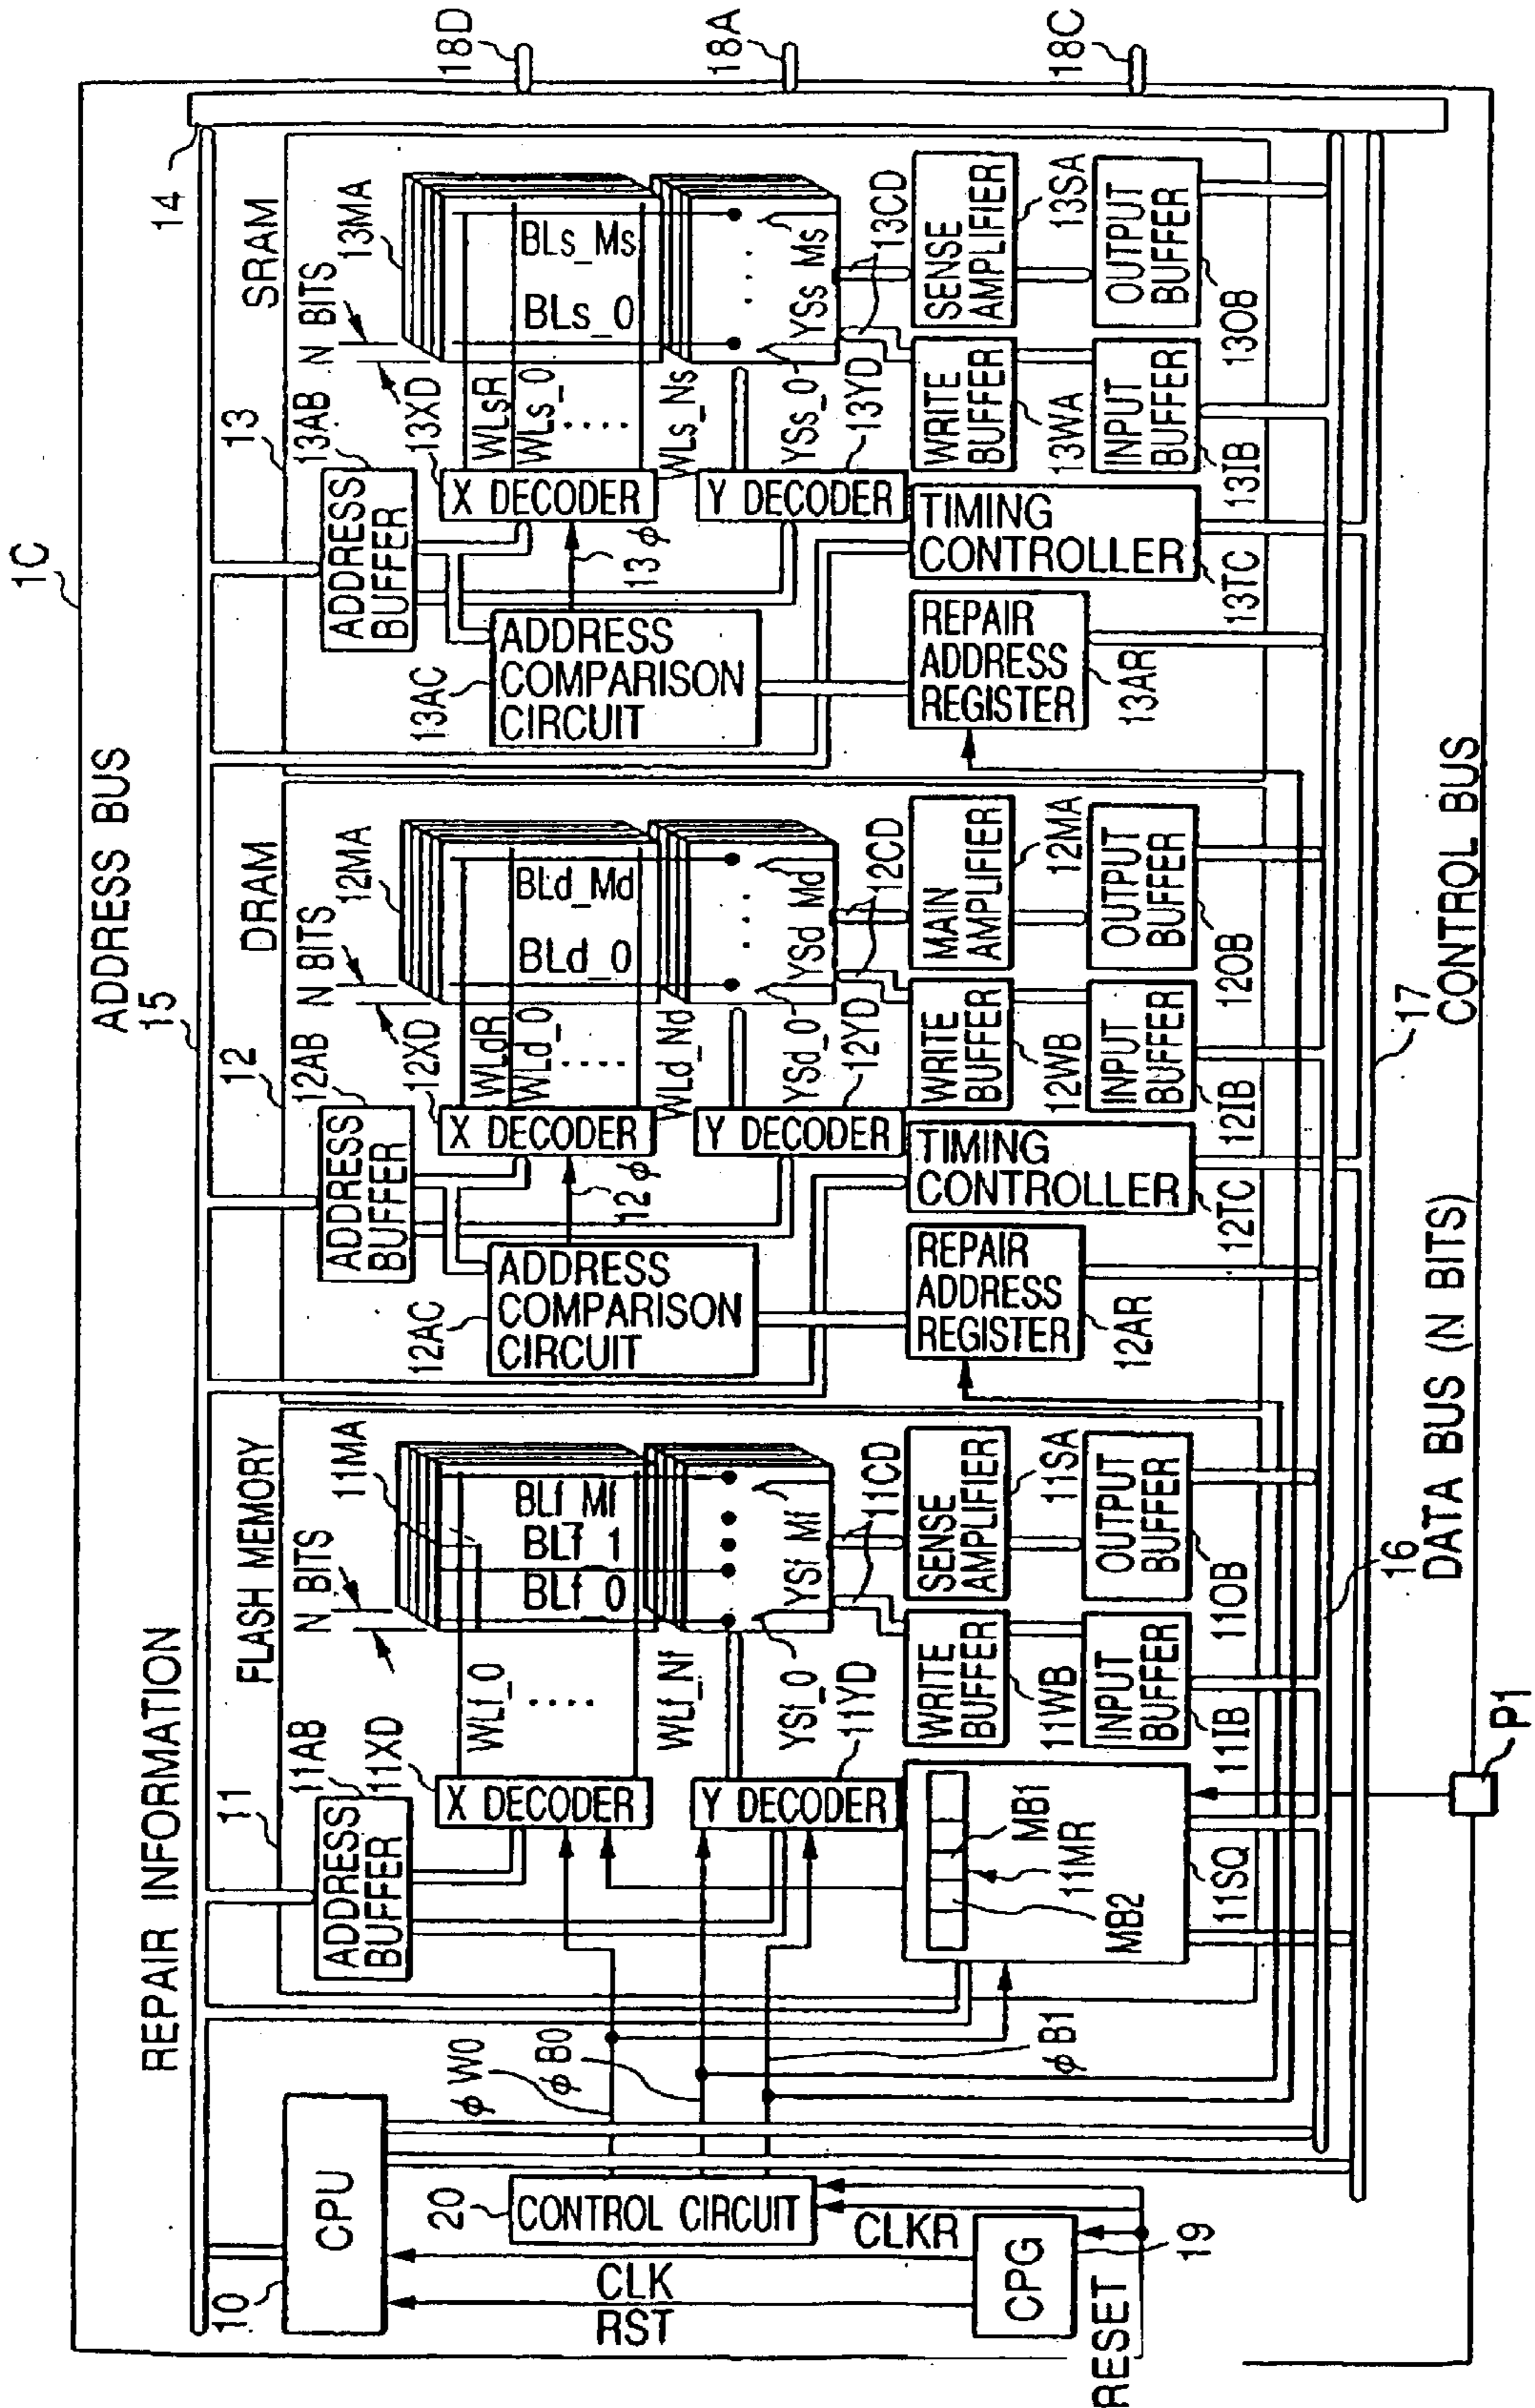 1C
ADDRESS BUS
15
REPAIR INFORMATION
14
18D
18A
18C
10
CPU
20
CONTROL CIRCUIT
CLK
RST
CLKR
CPG
19
RESET
φ W0
φ B0
φ B1
11
FLASH MEMORY
N BITS
11MA
11AB
ADDRESS
BUFFER
11XD
X DECODER
WLf_0
WLf_Nf
BLf_Mf
BLf_1
BLf_0
Y DECODER
11YD
YSf_0
YSf_Mf
11CD
MB1
11MR
MB2
11SQ
WRITE
BUFFER
11WB
SENSE
AMPLIFIER
11SA
INPUT
BUFFER
11IB
OUTPUT
BUFFER
11OB
12
DRAM
N BITS
12MA
12AB
ADDRESS
BUFFER
12XD
X DECODER
WLdR
WLd_0
WLd_Nd
BLd_Md
BLd_0
12 φ
ADDRESS
COMPARISON
CIRCUIT
12AC
Y DECODER
12YD
YSd_0
YSd_Md
12CD
REPAIR
ADDRESS
REGISTER
12AR
TIMING
CONTROLLER
12TC
WRITE
BUFFER
12WB
MAIN
AMPLIFIER
12MA
INPUT
BUFFER
12IB
OUTPUT
BUFFER
12OB
13
SRAM
N BITS
13MA
13AB
ADDRESS
BUFFER
13XD
X DECODER
WLsR
WLs_0
WLs_Ns
BLs_Ms
BLs_0
13 φ
ADDRESS
COMPARISON
CIRCUIT
13AC
Y DECODER
13YD
YSs_0
YSs_Ms
13CD
REPAIR
ADDRESS
REGISTER
13AR
TIMING
CONTROLLER
13TC
WRITE
BUFFER
13WA
SENSE
AMPLIFIER
13SA
INPUT
BUFFER
13IB
OUTPUT
BUFFER
13OB
16
DATA BUS (N BITS)
17
CONTROL BUS
P1